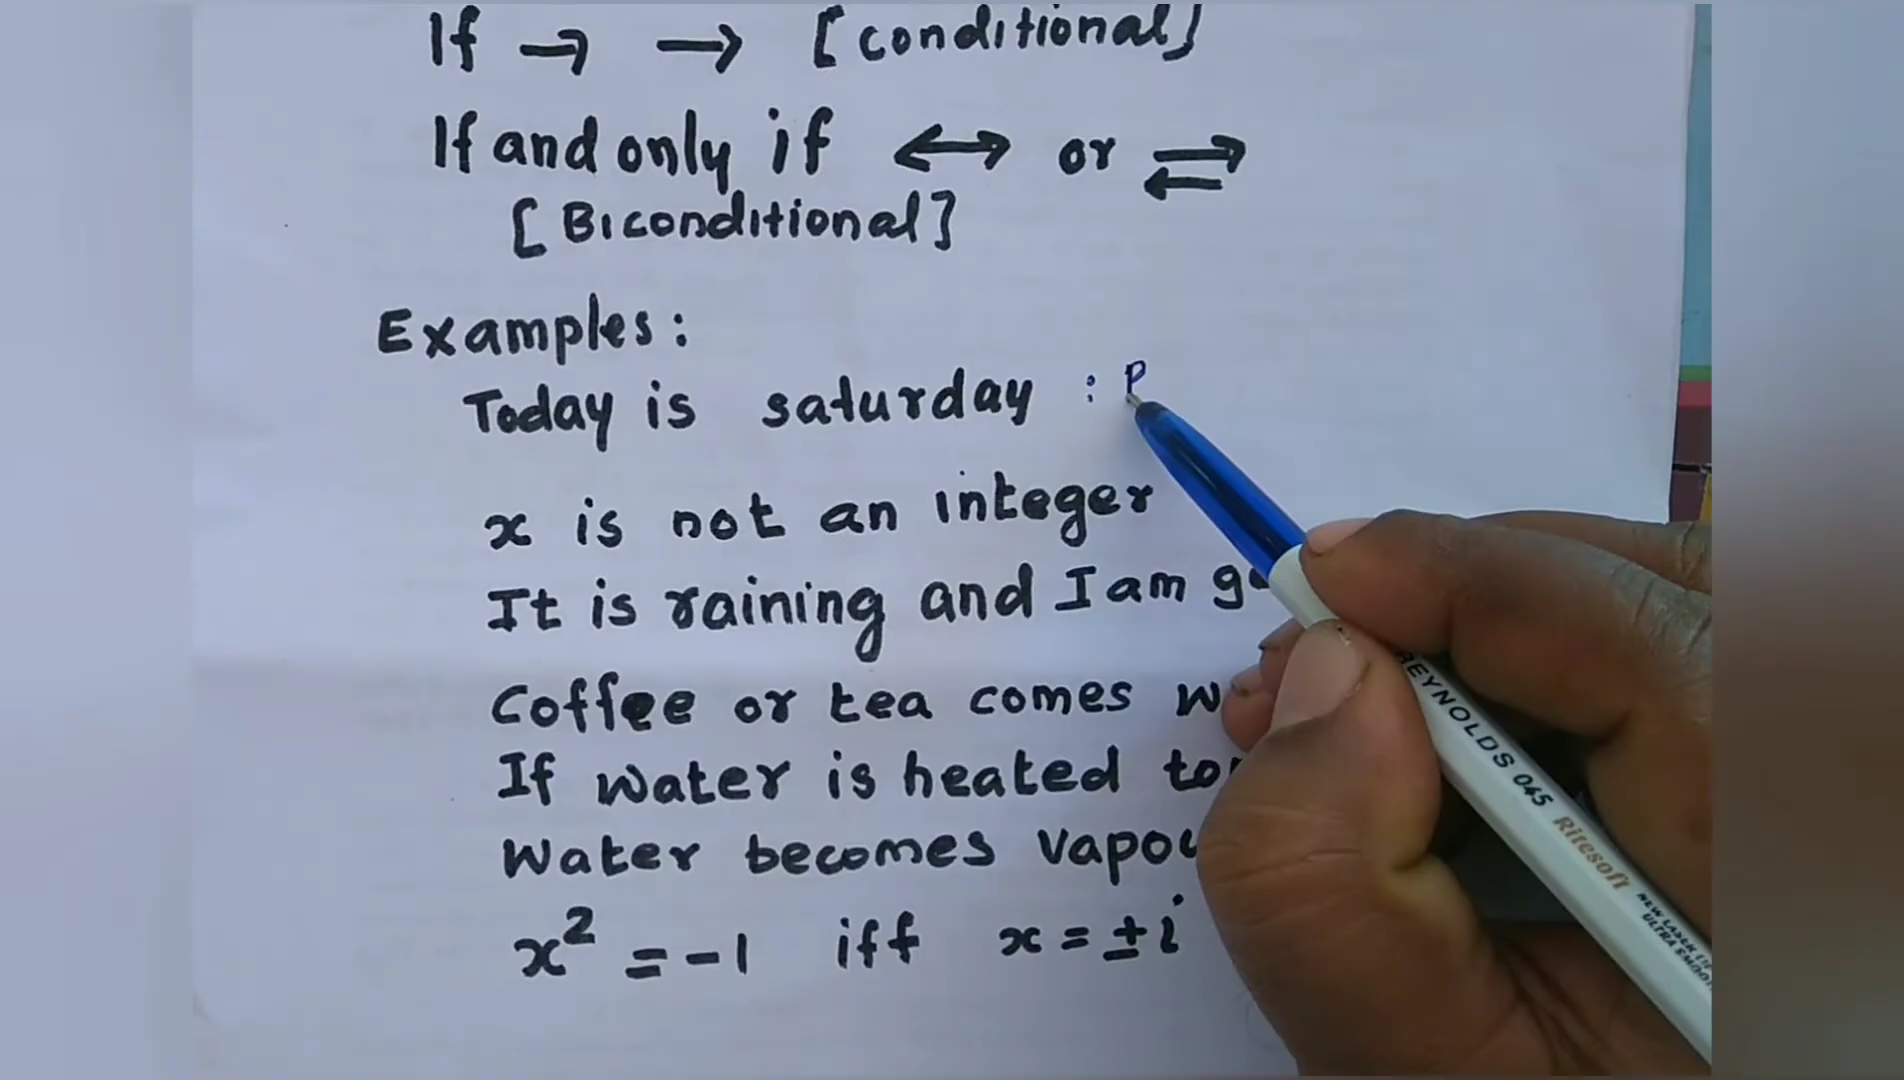 If → → [conditional]
If and only if ↔ or ⇄
[Biconditional]
Examples:
Today is saturday : P
x is not an integer
It is raining and I am
Coffee or tea comes
If water is heated
Water becomes
x² = -1 iff x = ±i
REYNOLDS 045 Ritesoft